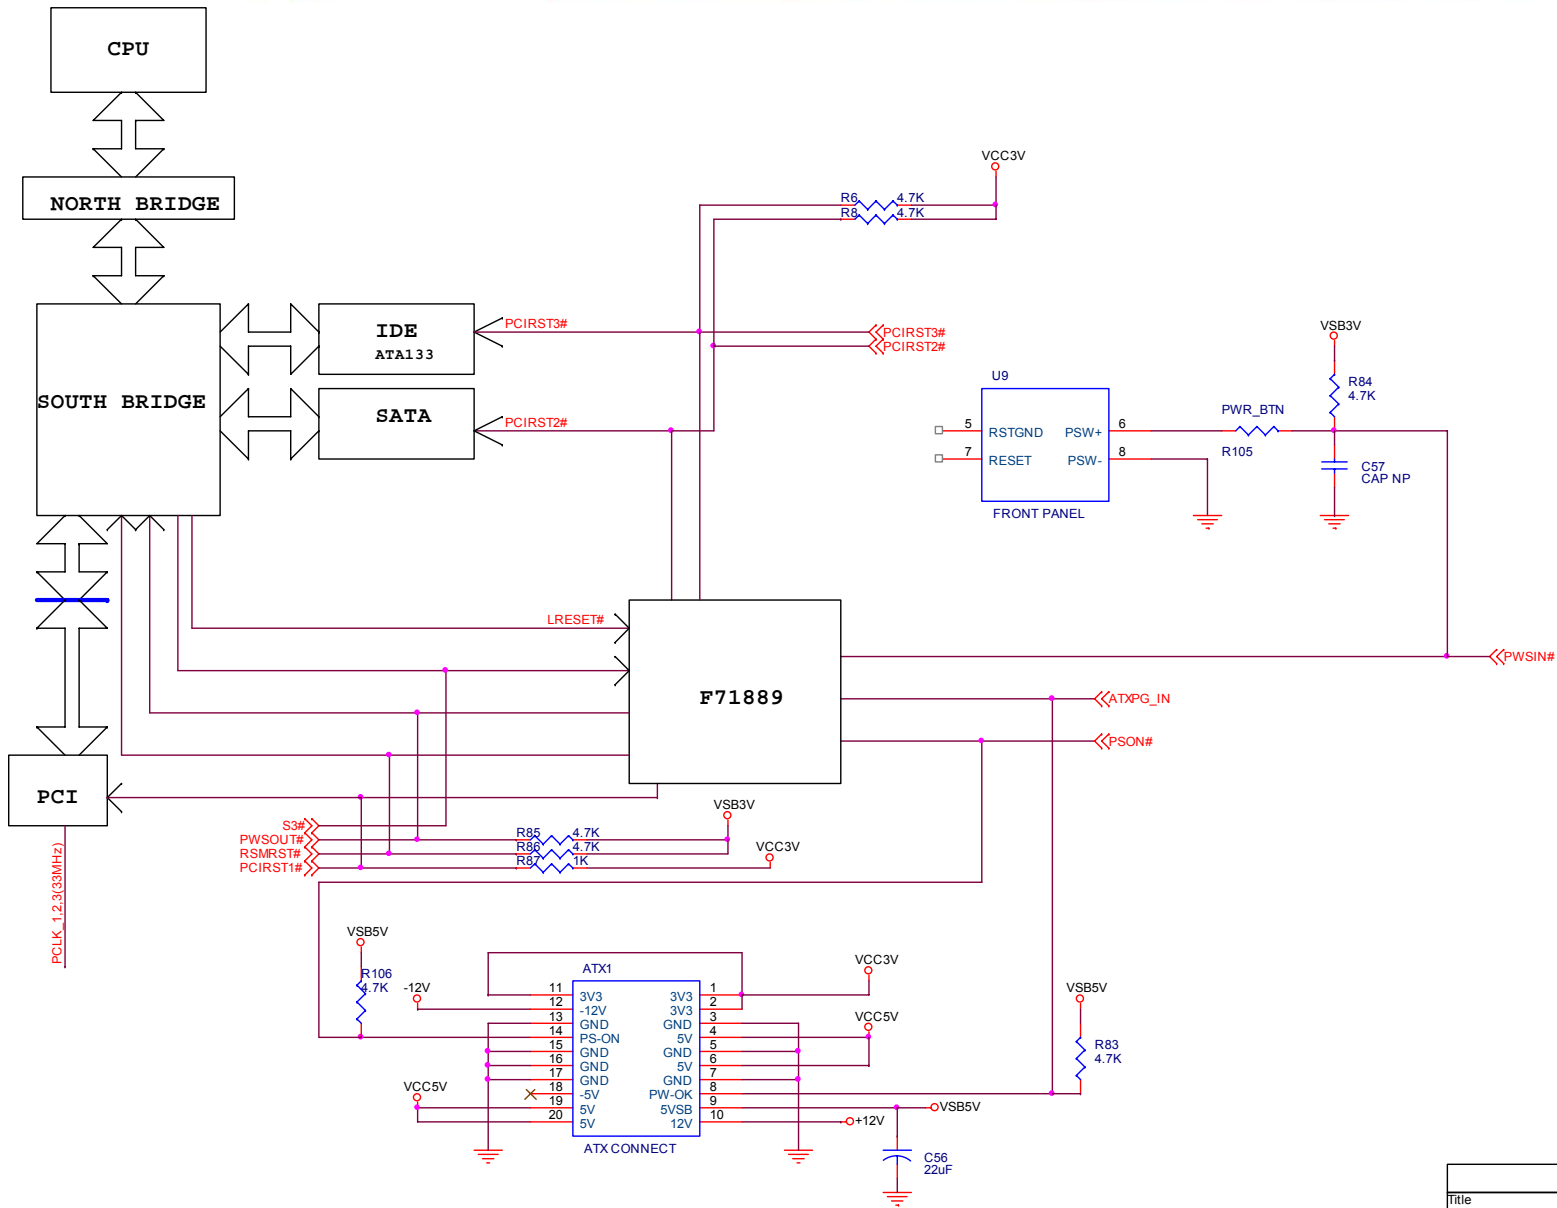 CPU
NORTH BRIDGE
SOUTH BRIDGE
IDE
ATA133
SATA
PCIRST3#
PCIRST2#
VCC3V
R6 4.7K
R8 4.7K
PCIRST3#
PCIRST2#
U9
5 RSTGND PSW+ 6
7 RESET PSW- 8
FRONT PANEL
PWR_BTN
R105
VSB3V
R84
4.7K
C57
CAP NP
LRESET#
F71889
PWSIN#
ATXPG_IN
PSON#
PCI
PCLK_1,2,3(33MHz)
S3#
PWSOUT#
RSMRST#
PCIRST1#
R85 4.7K
R86 4.7K
R87 1K
VSB3V
VCC3V
VSB5V
R106
4.7K
-12V
VCC5V
ATX1
11 3V3 3V3 1
12 -12V 3V3 2
13 GND GND 3
14 PS-ON 5V 4
15 GND GND 5
16 GND 5V 6
17 GND GND 7
18 -5V PW-OK 8
19 5V 5VSB 9
20 5V 12V 10
ATX CONNECT
VCC3V
VCC5V
VSB5V
+12V
C56
22uF
VSB5V
R83
4.7K
Title